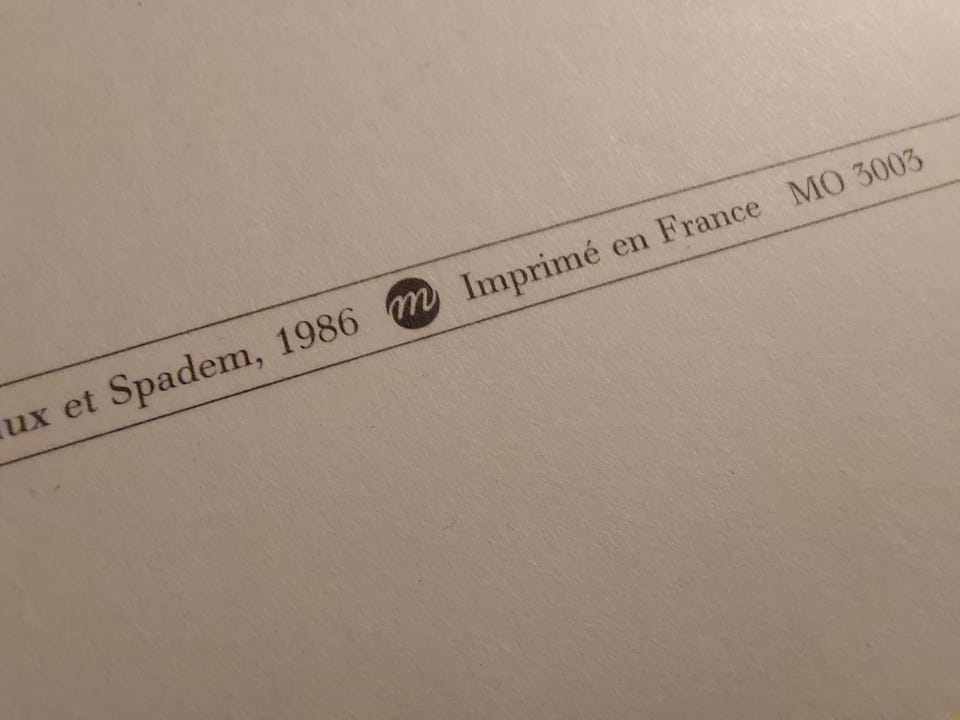 ux et Spadem, 1986 m Imprimé en France MO 3003